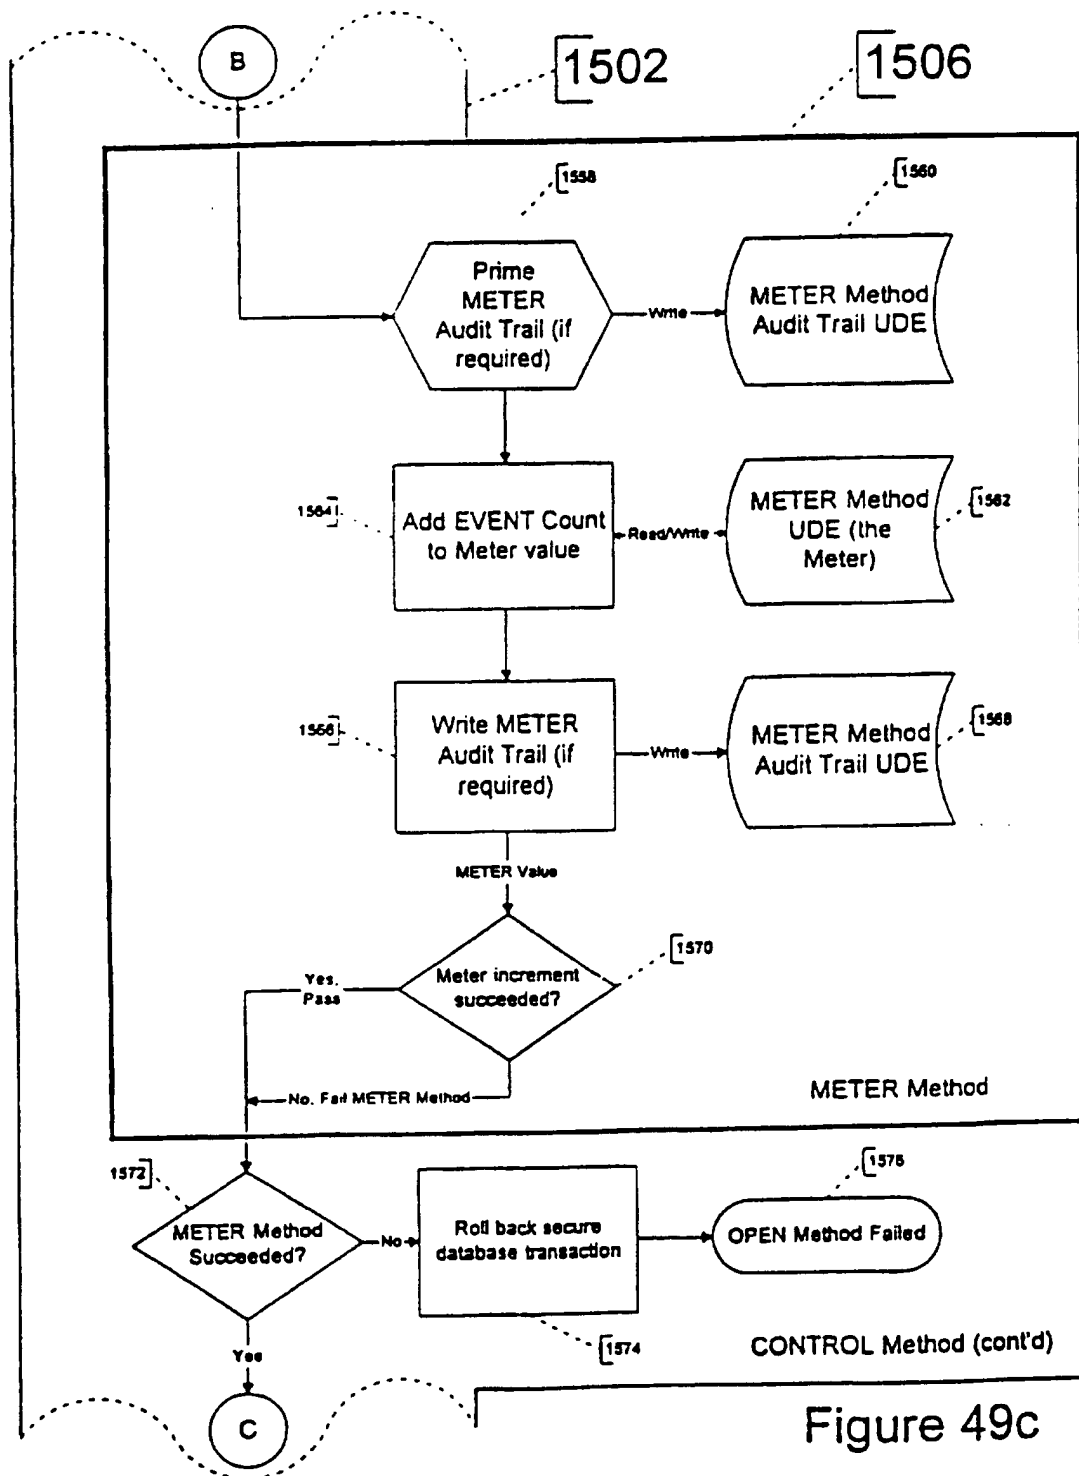 B
1502
1506
1558
1560
Prime
METER
Audit Trail (if
required)
Write
METER Method
Audit Trail UDE
1564
Add EVENT Count
to Meter value
Read/Write
METER Method
UDE (the
Meter)
1562
1566
Write METER
Audit Trail (if
required)
Write
METER Method
Audit Trail UDE
1568
METER Value
Meter increment
succeeded?
1570
Yes,
Pass
No, Fail METER Method
METER Method
1572
METER Method
Succeeded?
No
Roll back secure
database transaction
1574
OPEN Method Failed
1576
Yes
CONTROL Method (cont'd)
C
Figure 49c